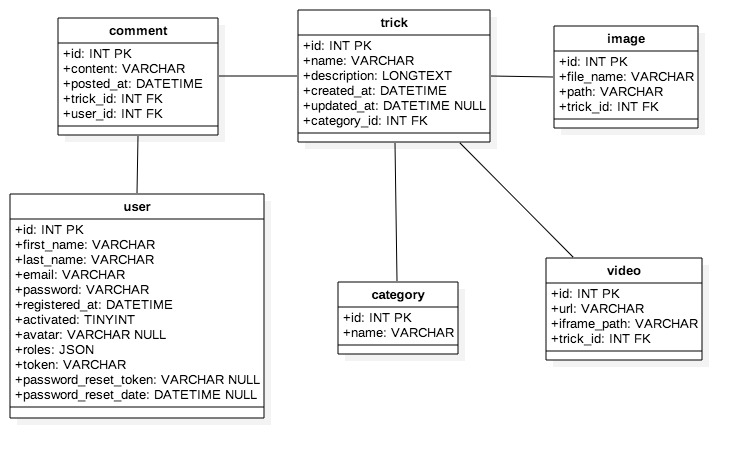 comment
+id: INT PK
+content: VARCHAR
+posted_at: DATETIME
+trick_id: INT FK
+user_id: INT FK
trick
+id: INT PK
+name: VARCHAR
+description: LONGTEXT
+created_at: DATETIME
+updated_at: DATETIME NULL
+category_id: INT FK
image
+id: INT PK
+file_name: VARCHAR
+path: VARCHAR
+trick_id: INT FK
user
+id: INT PK
+first_name: VARCHAR
+last_name: VARCHAR
+email: VARCHAR
+password: VARCHAR
+registered_at: DATETIME
+activated: TINYINT
+avatar: VARCHAR NULL
+roles: JSON
+token: VARCHAR
+password_reset_token: VARCHAR NULL
+password_reset_date: DATETIME NULL
category
+id: INT PK
+name: VARCHAR
video
+id: INT PK
+url: VARCHAR
+iframe_path: VARCHAR
+trick_id: INT FK